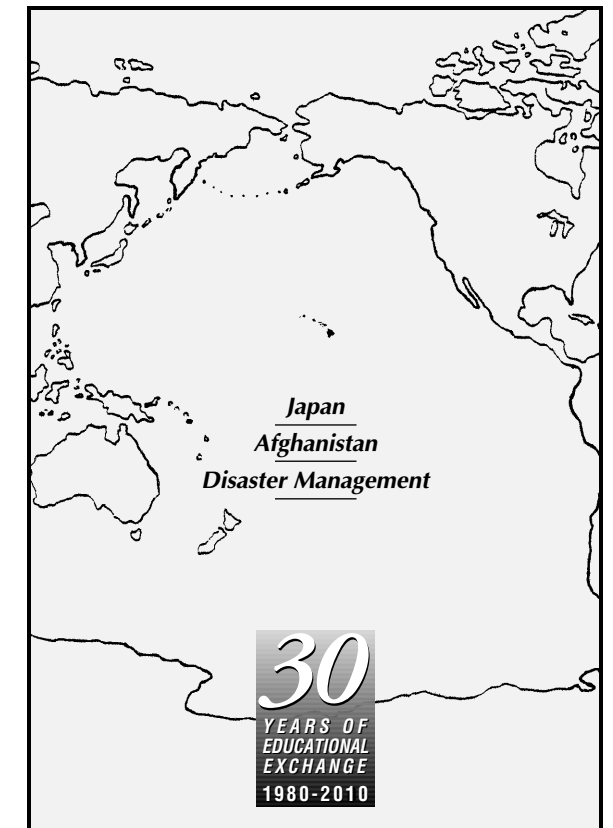 Japan
Afghanistan
Disaster Management
30
YEARS OF
EDUCATIONAL
EXCHANGE
1980-2010